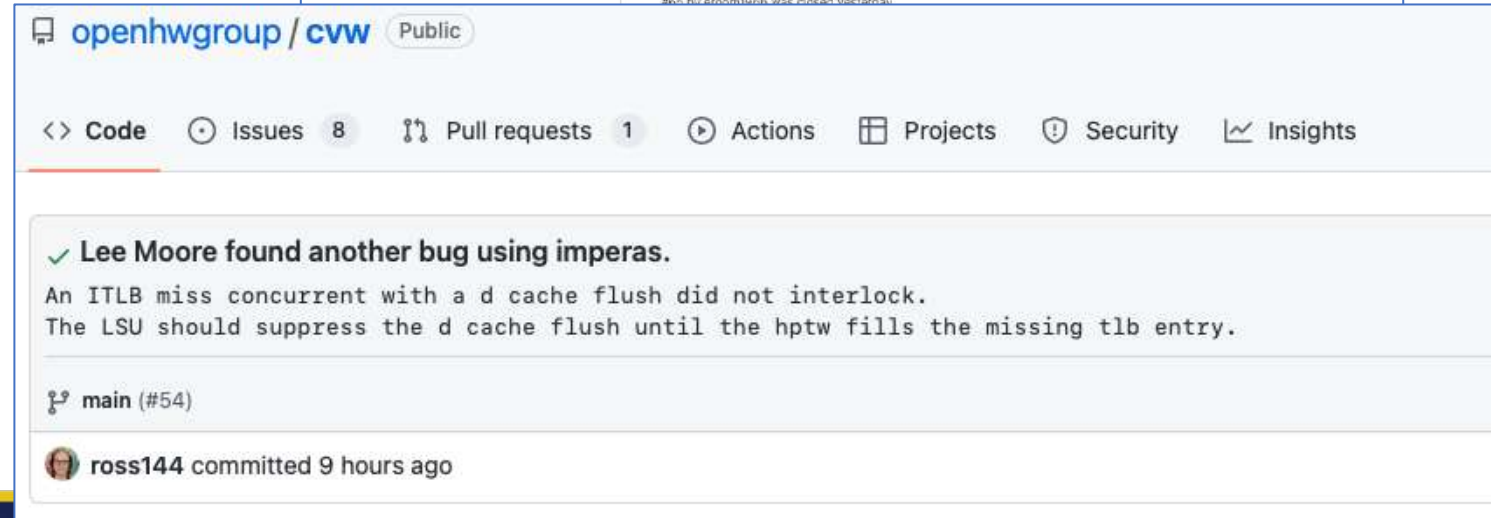 openhwgroup / cvw Public
Code Issues 8 Pull requests 1 Actions Projects Security Insights
Lee Moore found another bug using imperas.
An ITLB miss concurrent with a d cache flush did not interlock.
The LSU should suppress the d cache flush until the hptw fills the missing tlb entry.
main (#54)
ross144 committed 9 hours ago